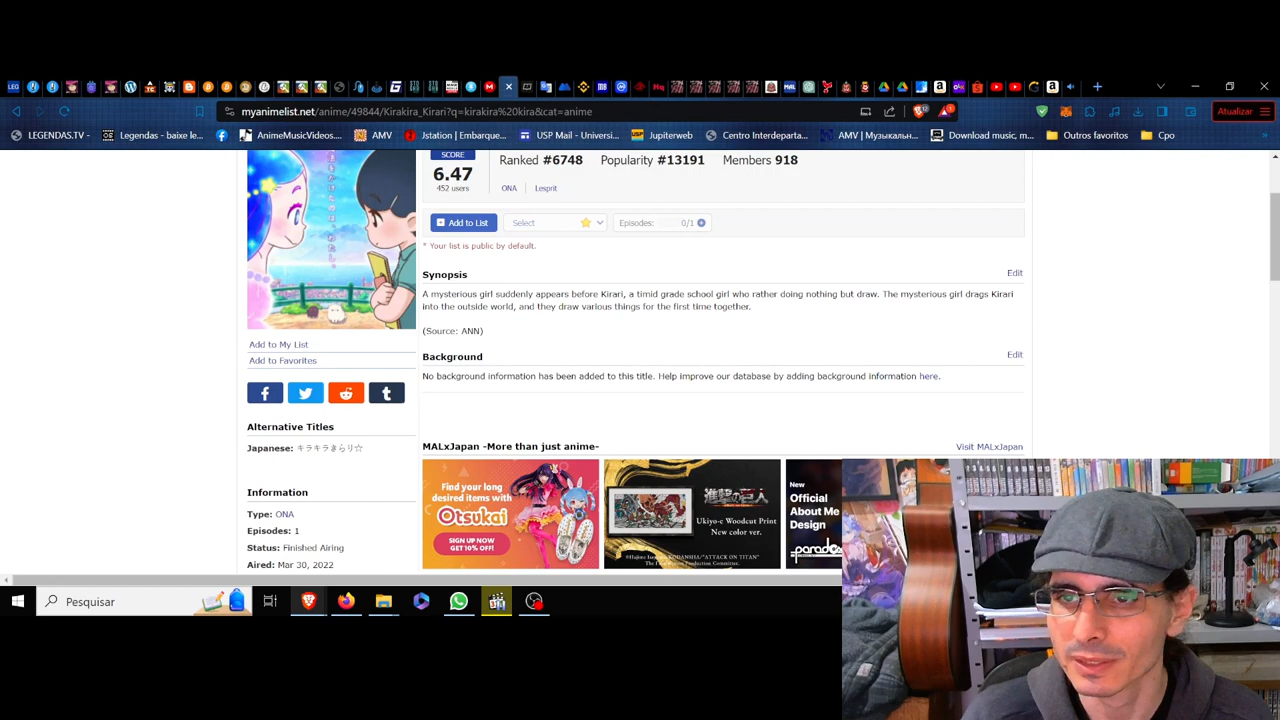 myanimelist.net/anime/49844/Kirakira_Kirari?q=kirakira%20kira&cat=anime
Atualizar
LEGENDAS.TV -
Legendas - baixe le...
AnimeMusicVideos....
AMV
Jstation | Embarque...
USP Mail - Universi...
Jupiterweb
Centro Interdeparta...
AMV | Музыкальн...
Download music, m...
Outros favoritos
Cpo
SCORE
6.47
452 users
Ranked #6748
Popularity #13191
Members 918
ONA
Lesprit
Add to List
Select
Episodes: 0/1
* Your list is public by default.
Synopsis
Edit
A mysterious girl suddenly appears before Kirari, a timid grade school girl who rather doing nothing but draw. The mysterious girl drags Kirari
into the outside world, and they draw various things for the first time together.
(Source: ANN)
Background
Edit
No background information has been added to this title. Help improve our database by adding background information here.
Add to My List
Add to Favorites
Alternative Titles
Japanese: キラキラきらり☆
Information
Type: ONA
Episodes: 1
Status: Finished Airing
Aired: Mar 30, 2022
MALxJapan -More than just anime-
Visit MALxJapan
Find your long
desired items with
Otsukai
SIGN UP NOW
GET 10% OFF!
進撃の巨人
Ukiyo-e Woodcut Print
New color ver.
New
Official
About Me
Design
Pesquisar